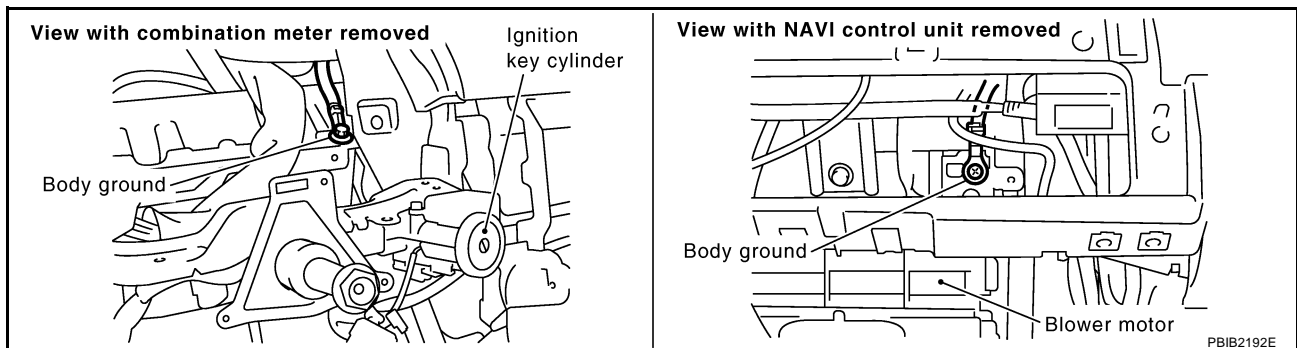 View with combination meter removed
Ignition
key cylinder
Body ground
View with NAVI control unit removed
Body ground
Blower motor
PBIB2192E